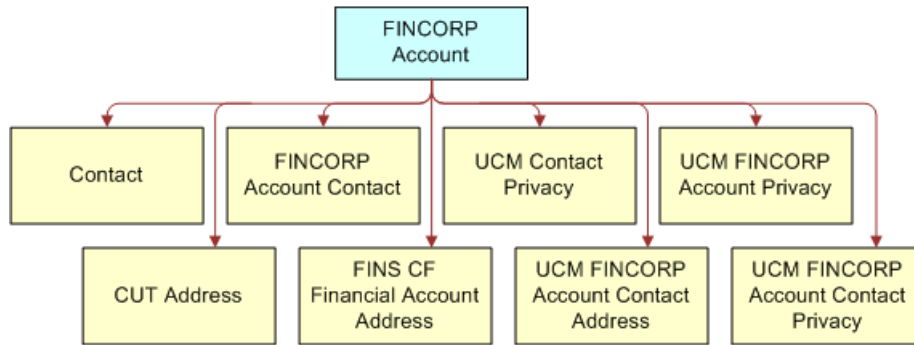 FINCORP
Account
Contact
FINCORP
Account Contact
UCM Contact
Privacy
UCM FINCORP
Account Privacy
CUT Address
FINS CF
Financial Account
Address
UCM FINCORP
Account Contact
Address
UCM FINCORP
Account Contact
Privacy